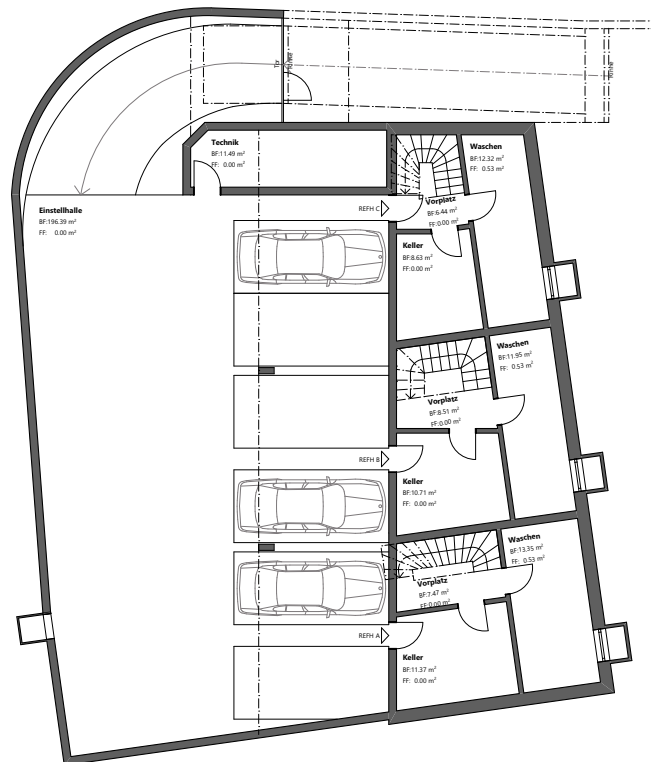 Tor
Rinne
Rinne
Technik
BF:11.49 m²
FF: 0.00 m²
Waschen
BF:12.32 m²
FF: 0.53 m²
Vorplatz
BF:6.44 m²
FF:0.00 m²
REFH C
Einstellhalle
BF:196.39 m²
FF: 0.00 m²
Keller
BF:8.63 m²
FF:0.00 m²
Waschen
BF:11.95 m²
FF: 0.53 m²
Vorplatz
BF:8.51 m²
FF:0.00 m²
REFH B
Keller
BF:10.71 m²
FF: 0.00 m²
Waschen
BF:13.35 m²
FF: 0.53 m²
Vorplatz
BF:7.47 m²
FF:0.00 m²
REFH A
Keller
BF:11.37 m²
FF: 0.00 m²